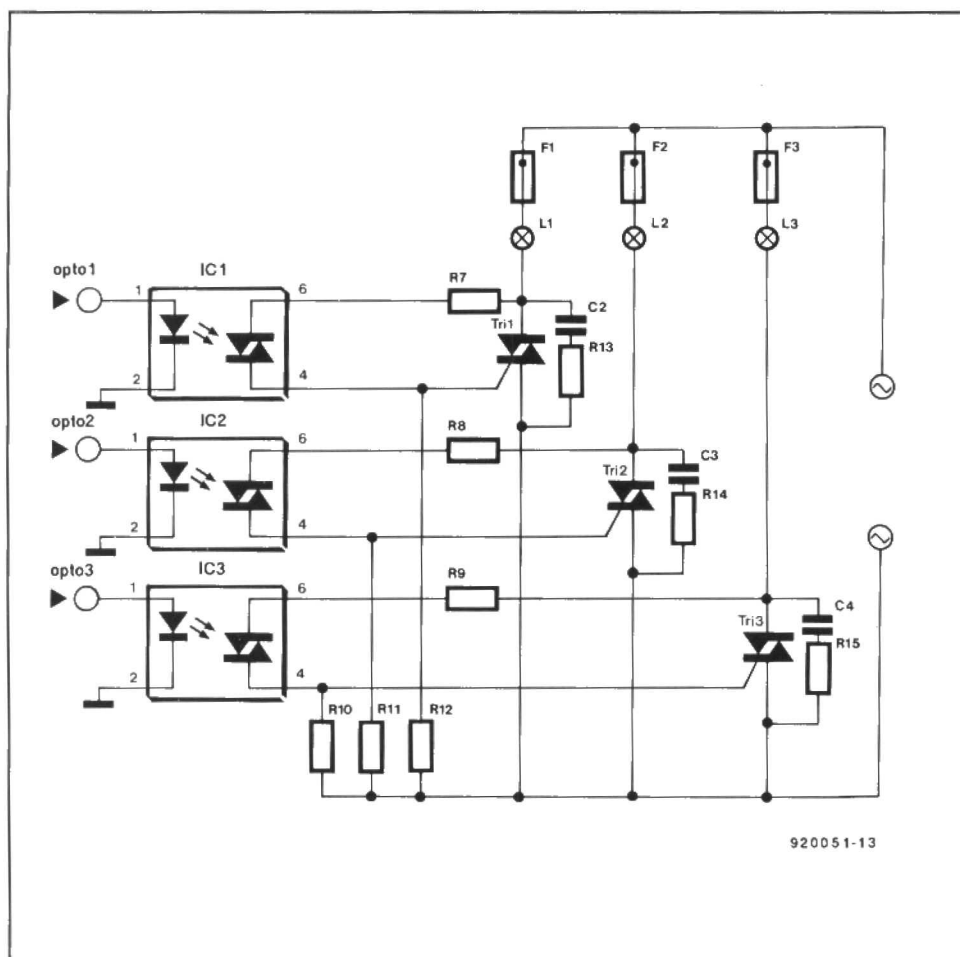 F1 F2 F3
L1 L2 L3
opto1 IC1
1 6 R7
C2
Tri1 R13
2 4
opto2 IC2
1 6 R8
C3
Tri2 R14
2 4
opto3 IC3
1 6 R9
C4
Tri3 R15
2 4
R10 R11 R12
920051-13